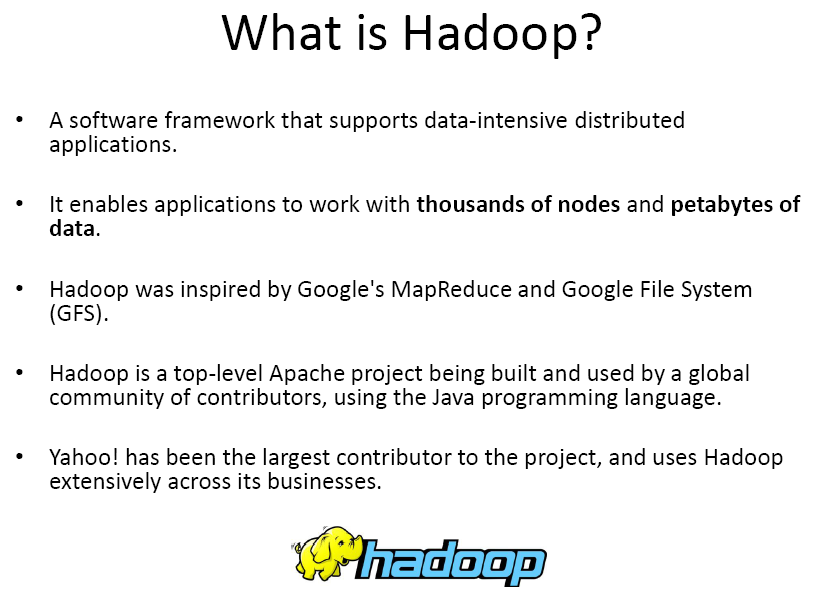 What is Hadoop?
• A software framework that supports data-intensive distributed
applications.
• It enables applications to work with thousands of nodes and petabytes of
data.
• Hadoop was inspired by Google's MapReduce and Google File System
(GFS).
• Hadoop is a top-level Apache project being built and used by a global
community of contributors, using the Java programming language.
• Yahoo! has been the largest contributor to the project, and uses Hadoop
extensively across its businesses.
hadoop